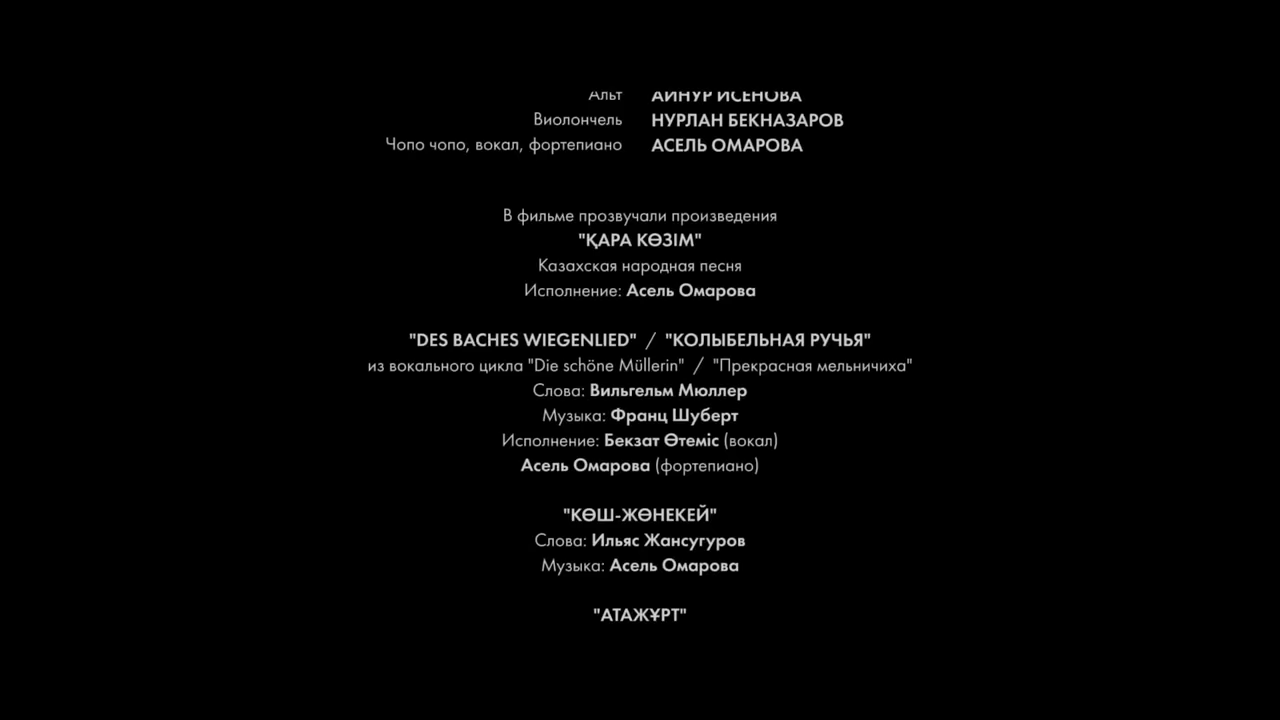 Альт АЙНУР ИСЕНОВА
Виолончель НУРЛАН БЕКНАЗАРОВ
Чопо чопо, вокал, фортепиано АСЕЛЬ ОМАРОВА
В фильме прозвучали произведения
"ҚАРА КӨЗІМ"
Казахская народная песня
Исполнение: Асель Омарова
"DES BACHES WIEGENLIED" / "КОЛЫБЕЛЬНАЯ РУЧЬЯ"
из вокального цикла "Die schöne Müllerin" / "Прекрасная мельничиха"
Слова: Вильгельм Мюллер
Музыка: Франц Шуберт
Исполнение: Бекзат Өтеміс (вокал)
Асель Омарова (фортепиано)
"КӨШ-ЖӨНЕКЕЙ"
Слова: Ильяс Жансугуров
Музыка: Асель Омарова
"АТАЖҰРТ"